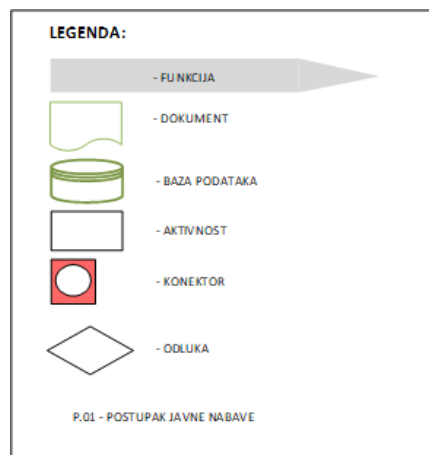 LEGENDA:
- FUNKCIJA
- DOKUMENT
- BAZA PODATAKA
- AKTIVNOST
- KONEKTOR
- ODLUKA
P.01 - POSTUPAK JAVNE NABAVE